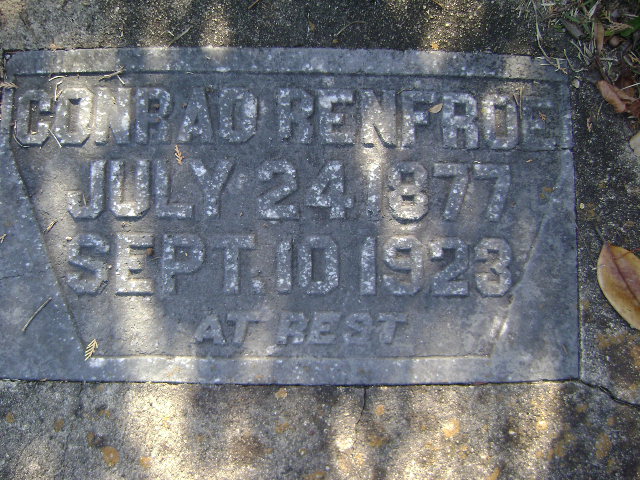 CONRAD RENFROE
JULY 24, 1877
SEPT. 10 1923
AT REST